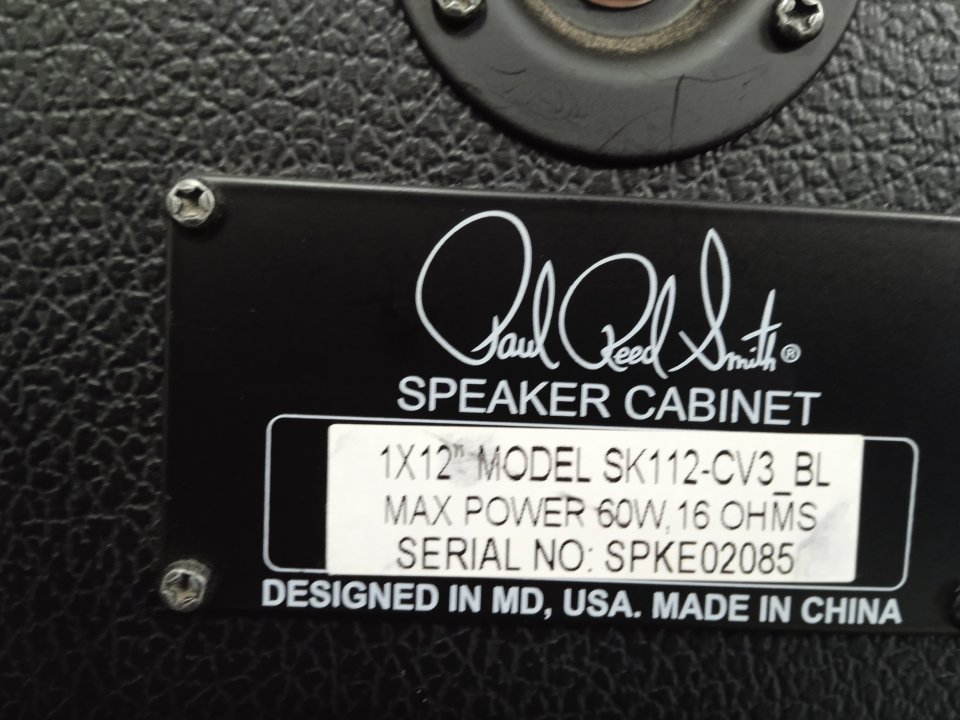 Paul Reed Smith®
SPEAKER CABINET
1X12" MODEL SK112-CV3_BL
MAX POWER 60W, 16 OHMS
SERIAL NO: SPKE02085
DESIGNED IN MD, USA. MADE IN CHINA